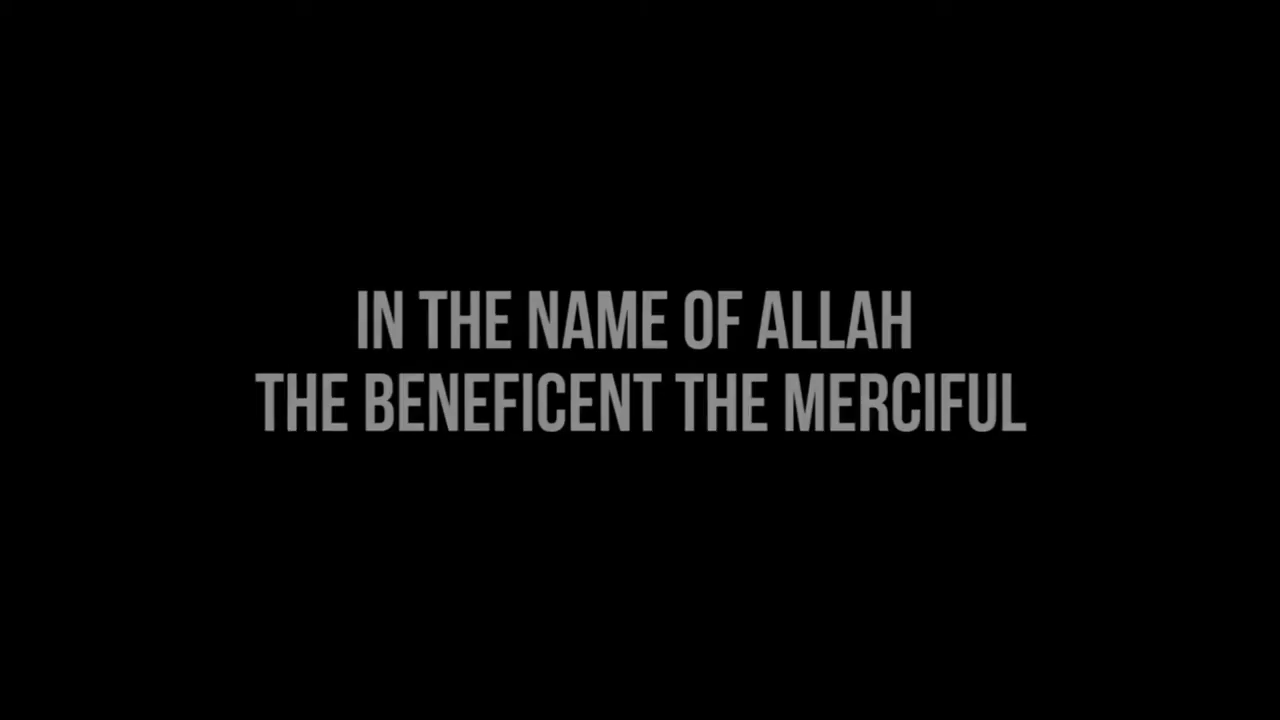 IN THE NAME OF ALLAH
THE BENEFICENT THE MERCIFUL